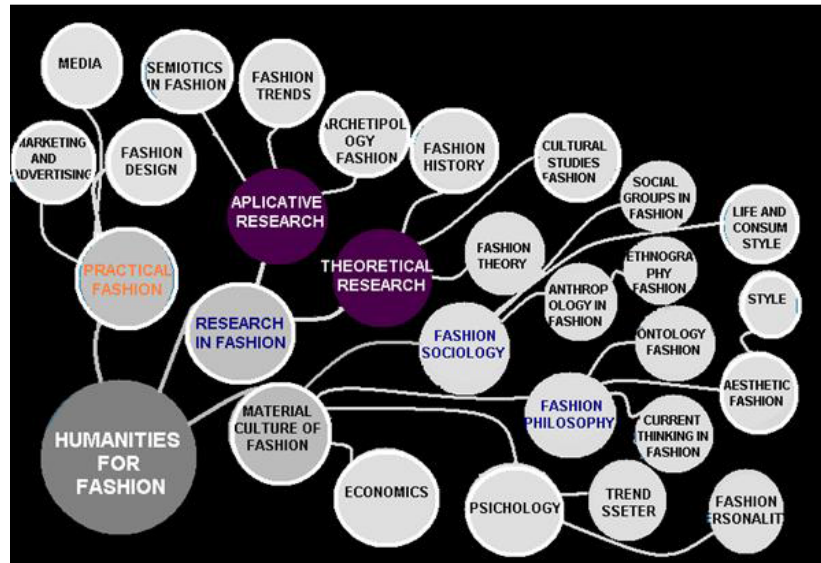 MEDIA
SEMIOTICS
IN FASHION
FASHION
TRENDS
MARKETING
AND
ADVERTISING
FASHION
DESIGN
ARCHETIPOL
OGY
FASHION
FASHION
HISTORY
CULTURAL
STUDIES
FASHION
SOCIAL
GROUPS IN
FASHION
LIFE AND
CONSUM
STYLE
APLICATIVE
RESEARCH
THEORETICAL
RESEARCH
FASHION
THEORY
ANTHROP
OLOGY IN
FASHION
ETHNOGRA
PHY
FASHION
STYLE
PRACTICAL
FASHION
RESEARCH
IN FASHION
FASHION
SOCIOLOGY
ONTOLOGY
FASHION
AESTHETIC
FASHION
HUMANITIES
FOR
FASHION
MATERIAL
CULTURE OF
FASHION
FASHION
PHILOSOPHY
CURRENT
THINKING IN
FASHION
ECONOMICS
PSICHOLOGY
TREND
SSETER
FASHION
ERSONALIT